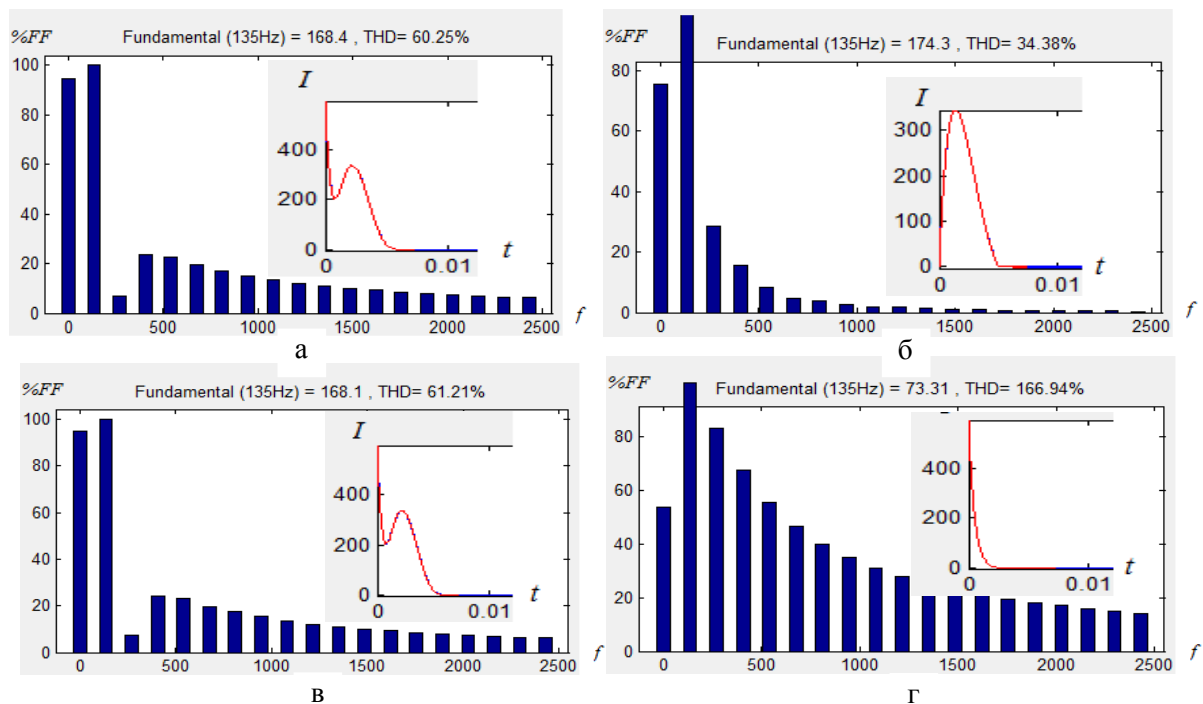 %FF
Fundamental (135Hz) = 168.4 , THD= 60.25%
100
80
60
40
20
0
I
400
200
0
0
0.01
t
0
500
1000
1500
2000
2500
f
а
%FF
Fundamental (135Hz) = 174.3 , THD= 34.38%
80
60
40
20
0
I
300
200
100
0
0
0.01
t
0
500
1000
1500
2000
2500
f
б
%FF
Fundamental (135Hz) = 168.1 , THD= 61.21%
100
80
60
40
20
0
I
400
200
0
0
0.01
t
0
500
1000
1500
2000
2500
f
в
%FF
Fundamental (135Hz) = 73.31 , THD= 166.94%
80
60
40
20
0
400
200
0
0
0.01
t
0
500
1000
1500
2000
2500
f
г